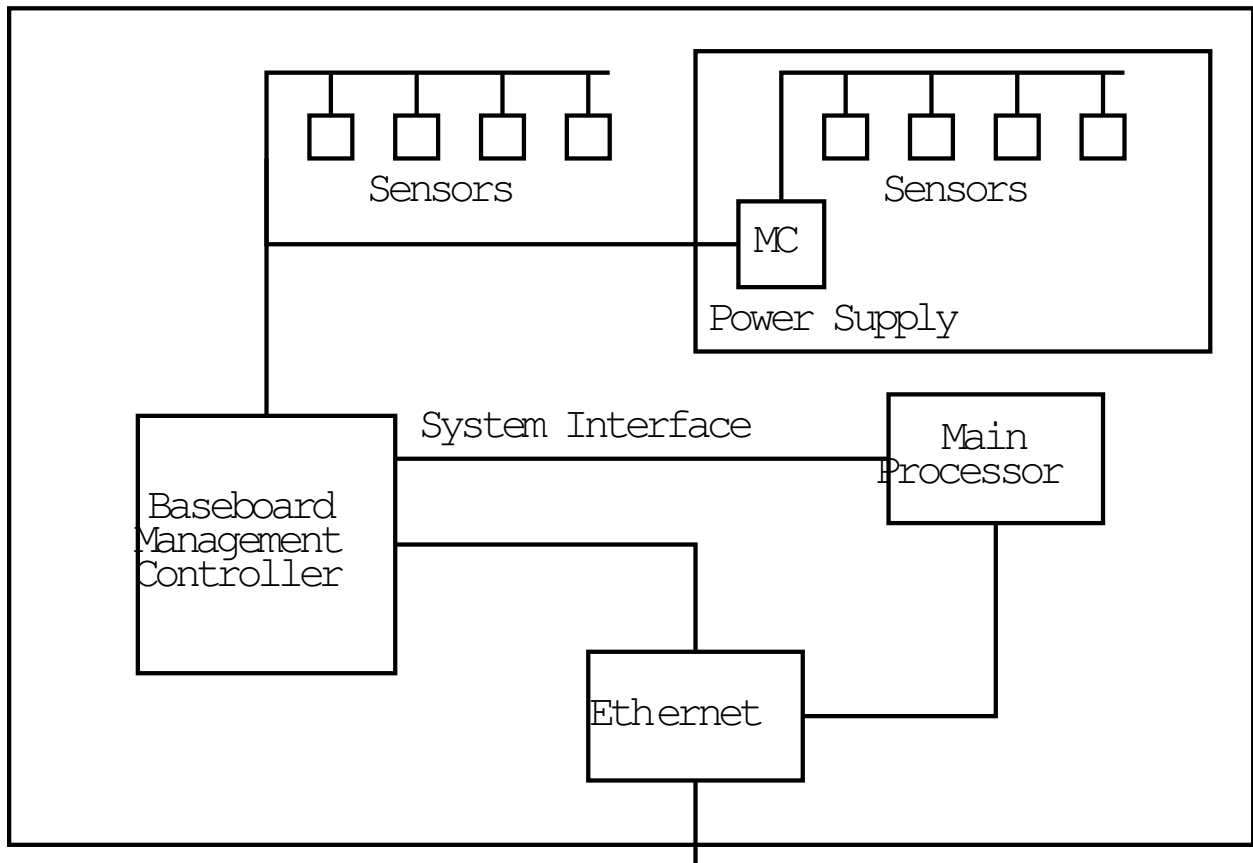 Sensors
Sensors
MC
Power Supply
System Interface
Main
Processor
Baseboard
Management
Controller
Ethernet